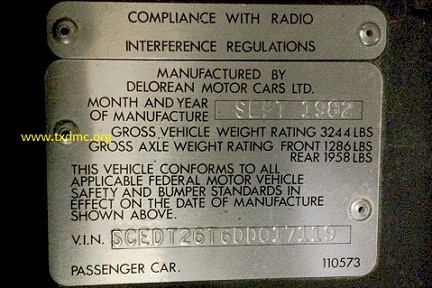 COMPLIANCE WITH RADIO
INTERFERENCE REGULATIONS
MANUFACTURED BY
DELOREAN MOTOR CARS LTD.
MONTH AND YEAR
OF MANUFACTURE SEPT 1982
www.txdmc.org
GROSS VEHICLE WEIGHT RATING 3244 LBS
GROSS AXLE WEIGHT RATING FRONT 1286 LBS
REAR 1958 LBS
THIS VEHICLE CONFORMS TO ALL
APPLICABLE FEDERAL MOTOR VEHICLE
SAFETY AND BUMPER STANDARDS IN
EFFECT ON THE DATE OF MANUFACTURE
SHOWN ABOVE.
V.I.N. SCEDT26T6DD017119
PASSENGER CAR. 110573